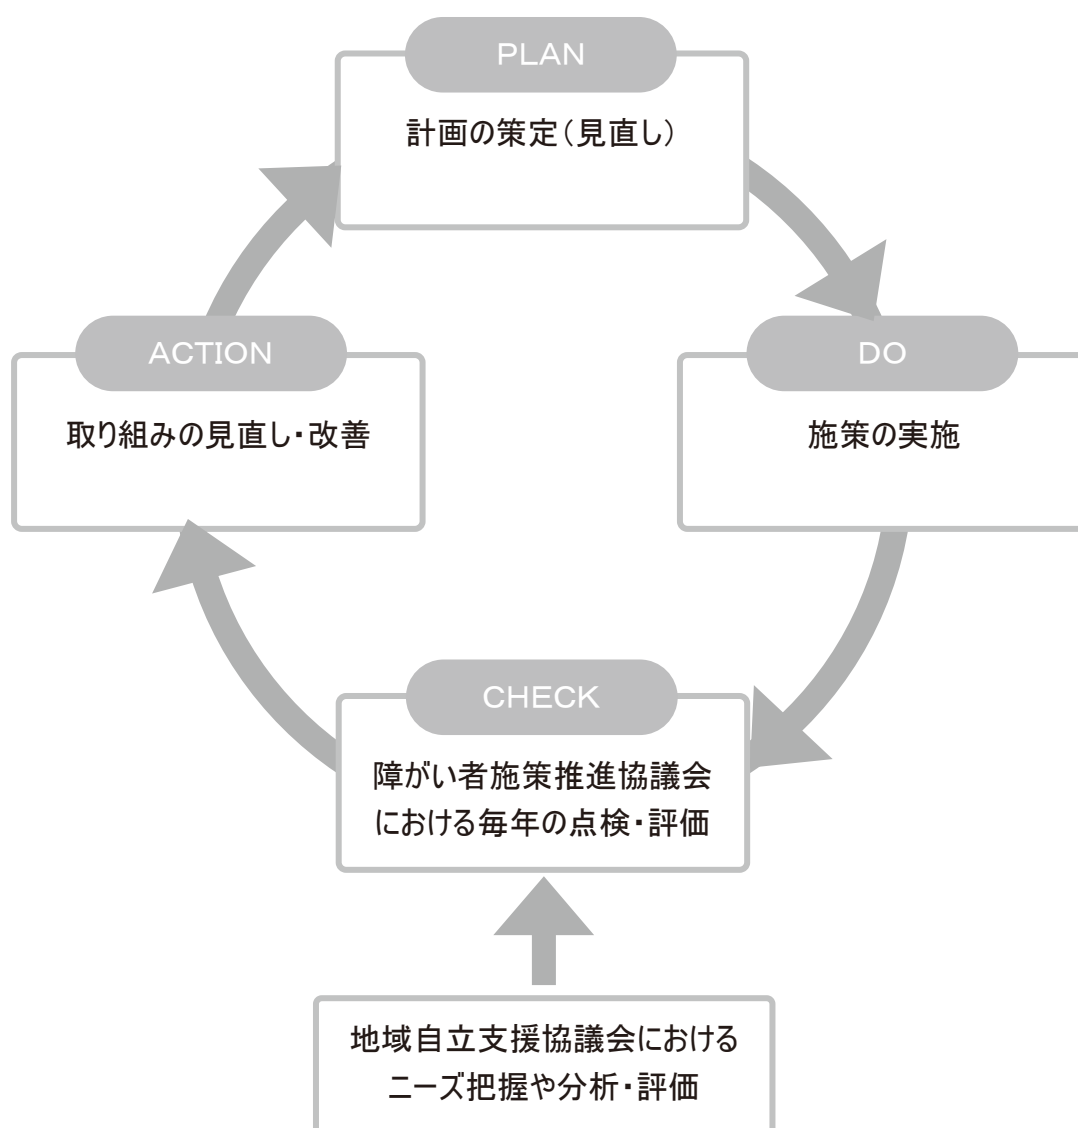 PLAN
計画の策定（見直し）
ACTION
取り組みの見直し・改善
DO
施策の実施
CHECK
障がい者施策推進協議会
における毎年の点検・評価
地域自立支援協議会における
ニーズ把握や分析・評価